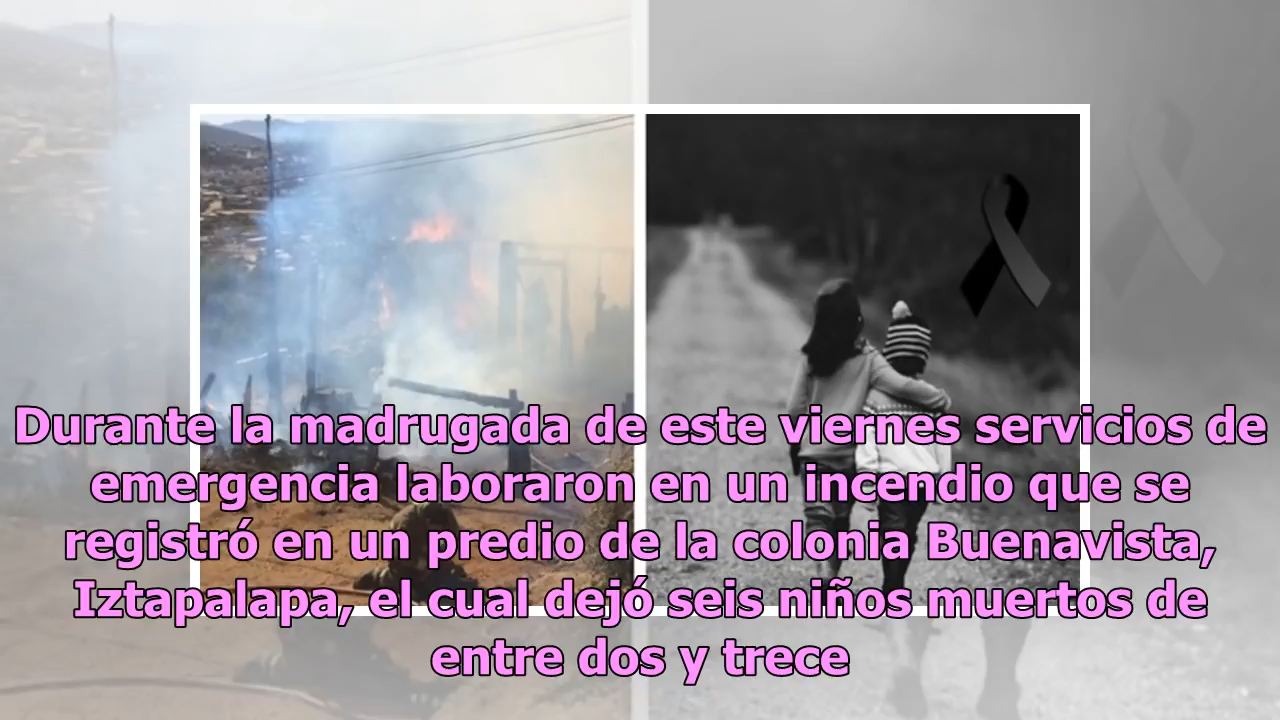 Durante la madrugada de este viernes servicios de
emergencia laboraron en un incendio que se
registró en un predio de la colonia Buenavista,
Iztapalapa, el cual dejó seis niños muertos de
entre dos y trece